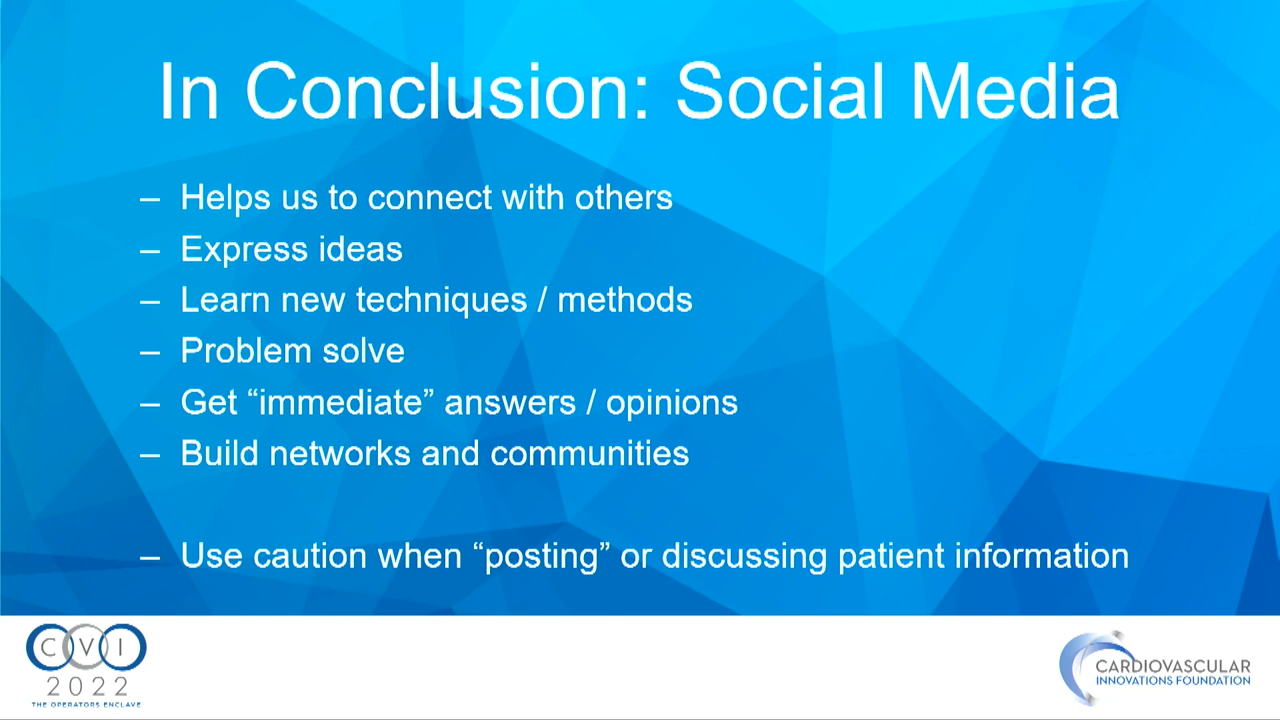 In Conclusion: Social Media
– Helps us to connect with others
– Express ideas
– Learn new techniques / methods
– Problem solve
– Get “immediate” answers / opinions
– Build networks and communities
– Use caution when “posting” or discussing patient information
CVI
2022
THE OPERATORS ENCLAVE
CARDIOVASCULAR
INNOVATIONS FOUNDATION